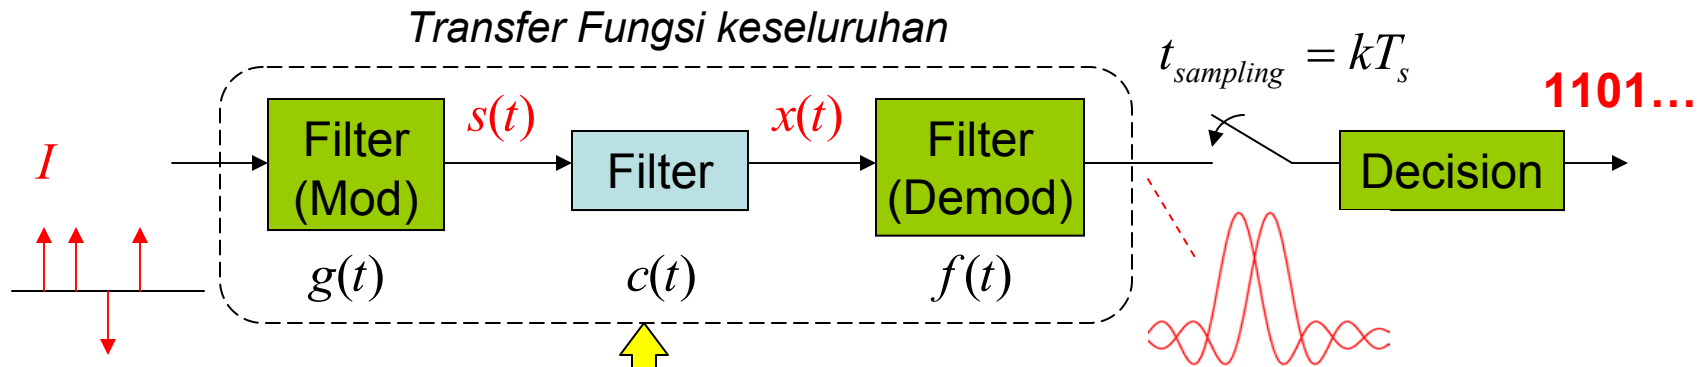 Transfer Fungsi keseluruhan
t_sampling = kT_s
1101...
I
Filter
(Mod)
s(t)
Filter
x(t)
Filter
(Demod)
Decision
g(t)
c(t)
f(t)